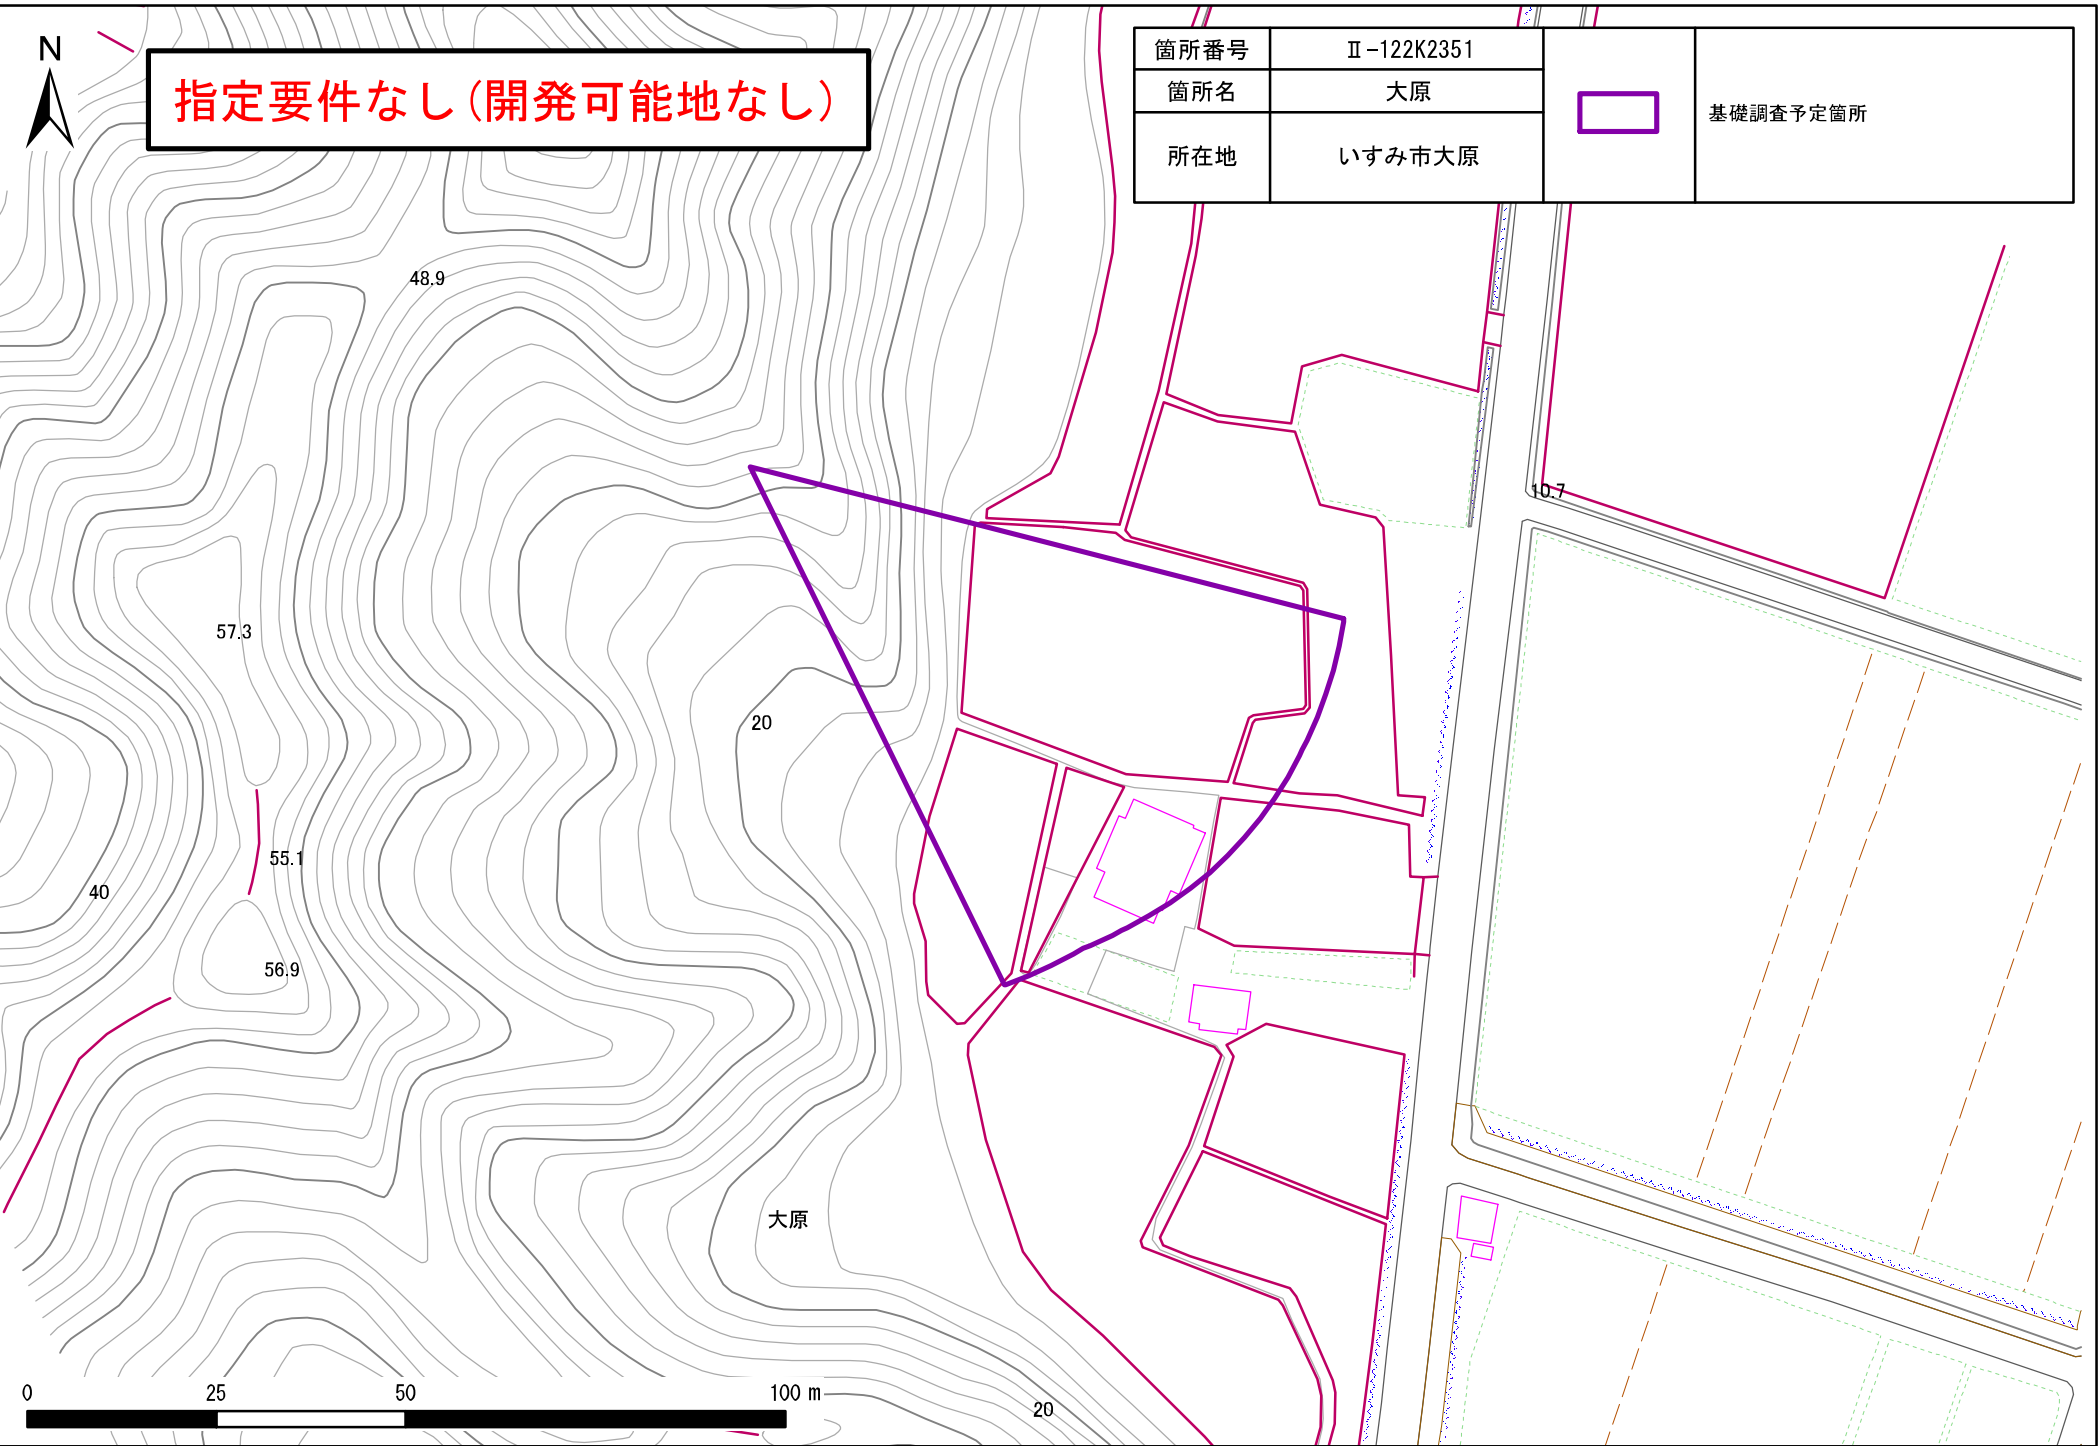 N
指定要件なし(開発可能地なし)
箇所番号 Ⅱ-122K2351
箇所名 大原
所在地 いすみ市大原
基礎調査予定箇所
48.9
10.7
57.3
20
55.1
40
56.9
大原
20
0 25 50 100 m